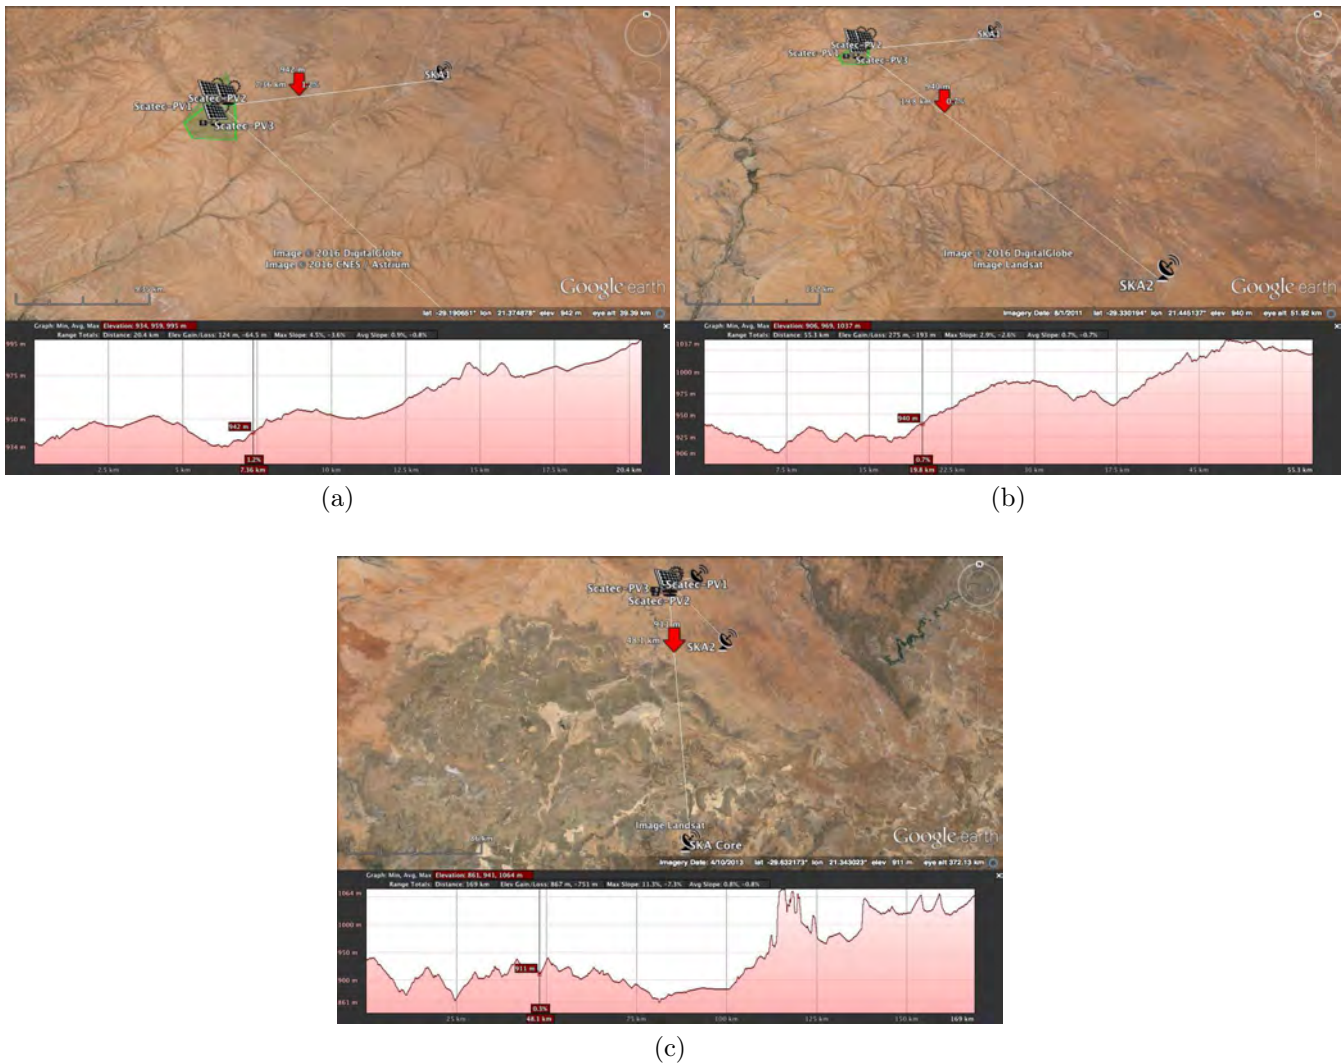 N
942 m
7.36 km 1.2%
SKA1
Scatec-PV1
Scatec-PV2
Scatec-PV3
Image © 2016 DigitalGlobe
Image © 2016 CNES / Astrium
Google earth
lat -29.190651° lon 21.374878° elev 942 m eye alt 39.39 km
Graph: Min, Avg, Max Elevation: 934, 959, 995 m
Range Totals: Distance: 20.4 km Elev Gain/Loss: 124 m, -64.5 m Max Slope: 4.5%, -3.6% Avg Slope: 0.9%, -0.8%
995 m
975 m
950 m
934 m
942 m
1.2%
2.5 km 5 km 7.36 km 10 km 12.5 km 15 km 17.5 km 20.4 km
(a)
N
SKA1
Scatec-PV2
Scatec-PV1
Scatec-PV3
940 m
19.8 km 0.7%
Image © 2016 DigitalGlobe
Image Landsat
SKA2
Google earth
Imagery Date: 8/1/2011 lat -29.330194° lon 21.445137° elev 940 m eye alt 51.92 km
Graph: Min, Avg, Max Elevation: 906, 969, 1037 m
Range Totals: Distance: 55.3 km Elev Gain/Loss: 275 m, -193 m Max Slope: 2.9%, -2.6% Avg Slope: 0.7%, -0.7%
1037 m
1000 m
975 m
950 m
925 m
906 m
940 m
0.7%
7.5 km 15 km 19.8 km 22.5 km 30 km 37.5 km 45 km 55.3 km
(b)
N
Scatec-PV3
Scatec-PV1
Scatec-PV2
911 m
48.1 km
SKA2
Image Landsat
SKA Core
Google earth
Imagery Date: 4/10/2013 lat -29.632173° lon 21.343023° elev 911 m eye alt 372.13 km
Graph: Min, Avg, Max Elevation: 861, 941, 1064 m
Range Totals: Distance: 169 km Elev Gain/Loss: 867 m, -751 m Max Slope: 11.3%, -7.3% Avg Slope: 0.8%, -0.8%
1064 m
1000 m
950 m
900 m
861 m
911 m
0.3%
25 km 48.1 km 75 km 100 km 125 km 150 km 169 km
(c)